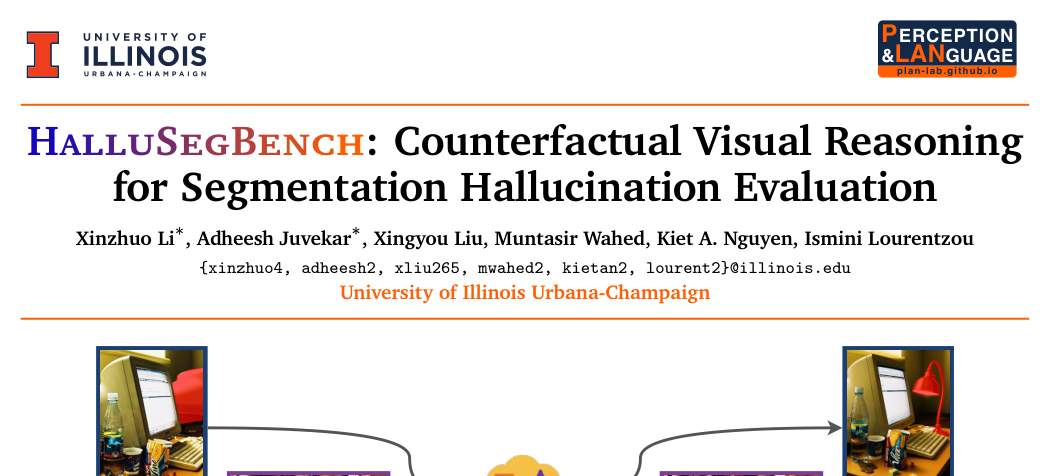 UNIVERSITY OF
ILLINOIS
URBANA-CHAMPAIGN
PERCEPTION
&LANGUAGE
plan-lab.github.io
HALLUSEGBENCH: Counterfactual Visual Reasoning
for Segmentation Hallucination Evaluation
Xinzhuo Li*, Adheesh Juvekar*, Xingyou Liu, Muntasir Wahed, Kiet A. Nguyen, Ismini Lourentzou
{xinzhuo4, adheesh2, xliu265, mwahed2, kietan2, lourent2}@illinois.edu
University of Illinois Urbana-Champaign